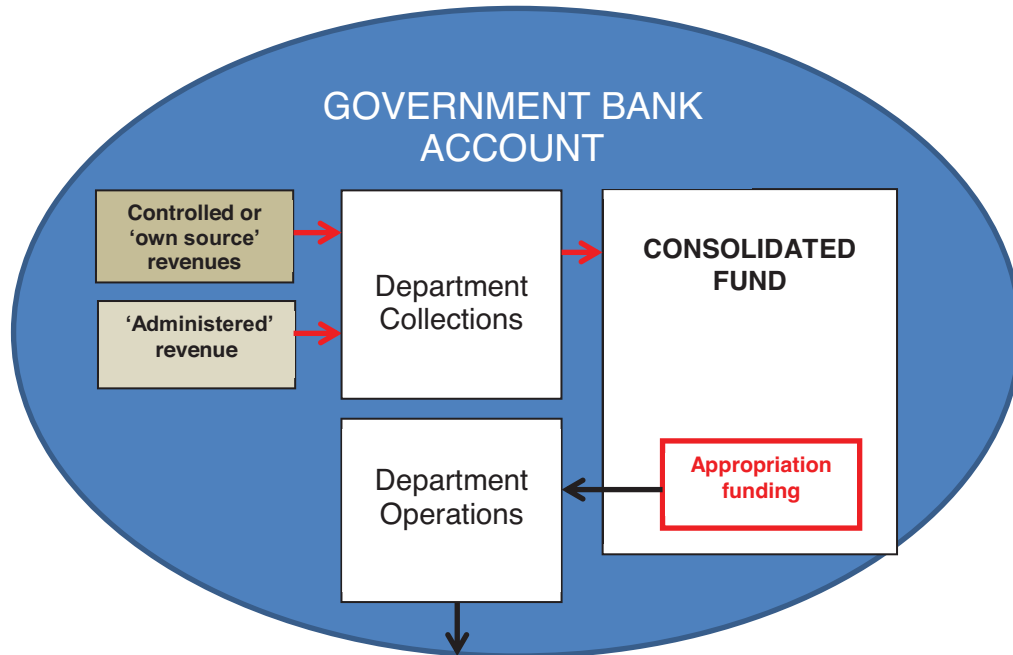 GOVERNMENT BANK
ACCOUNT
Controlled or
‘own source’
revenues
‘Administered’
revenue
Department
Collections
CONSOLIDATED
FUND
Department
Operations
Appropriation
funding